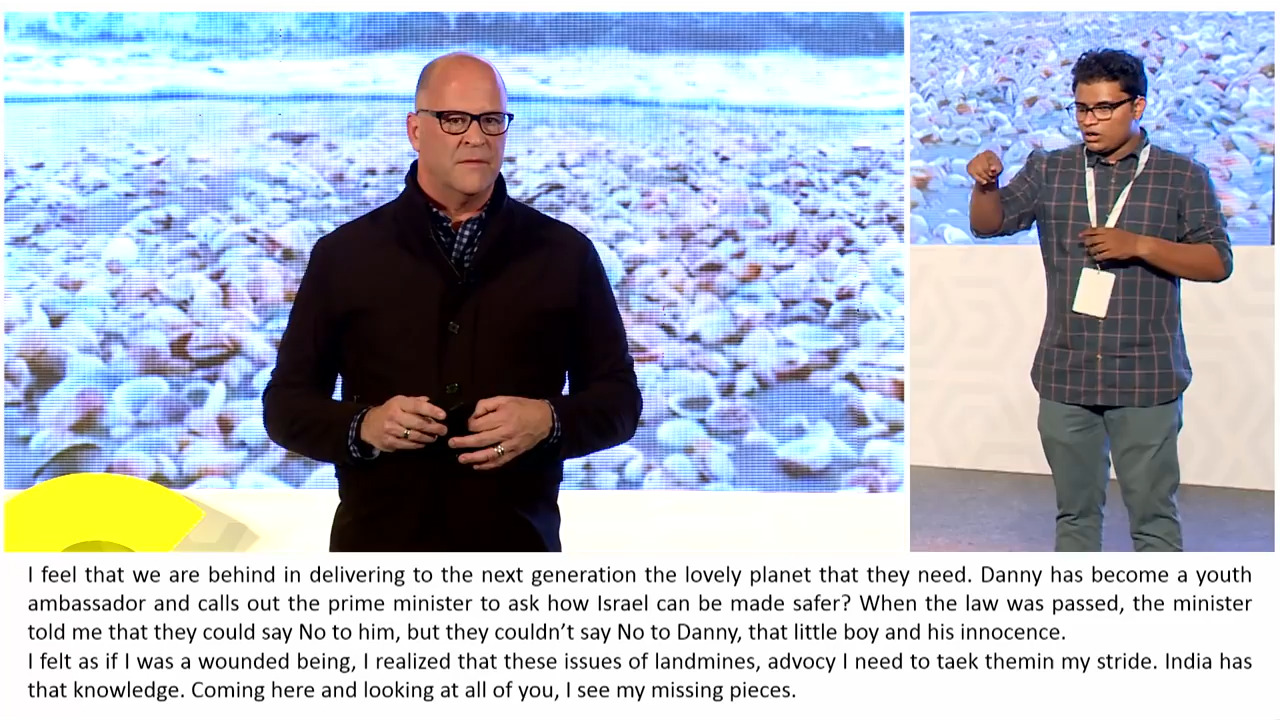 I feel that we are behind in delivering to the next generation the lovely planet that they need. Danny has become a youth
ambassador and calls out the prime minister to ask how Israel can be made safer? When the law was passed, the minister
told me that they could say No to him, but they couldn’t say No to Danny, that little boy and his innocence.
I felt as if I was a wounded being, I realized that these issues of landmines, advocy I need to taek themin my stride. India has
that knowledge. Coming here and looking at all of you, I see my missing pieces.